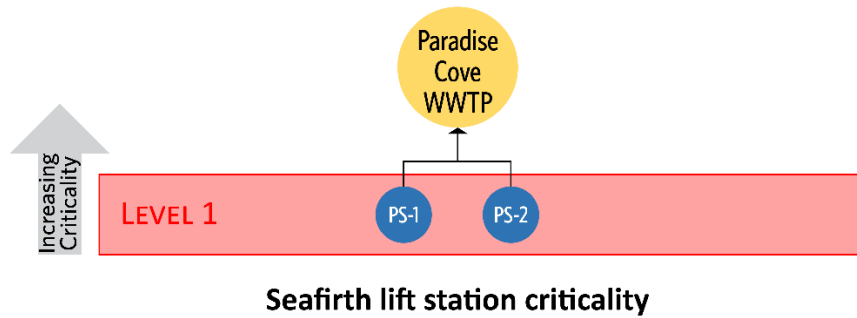 Paradise
Cove
WWTP
Increasing
Criticality
LEVEL 1
PS-1
PS-2
Seafirth lift station criticality